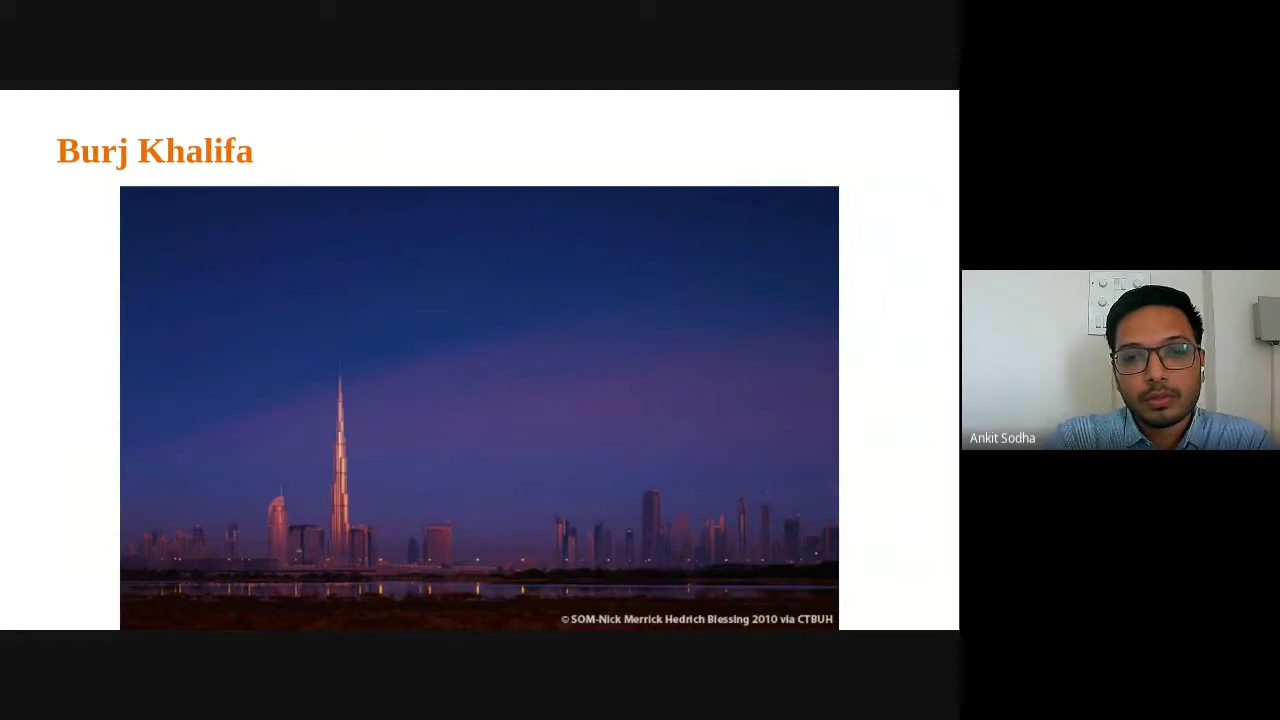 Burj Khalifa
© SOM-Nick Merrick Hedrich Blessing 2010 via CTBUH
Ankit Sodha